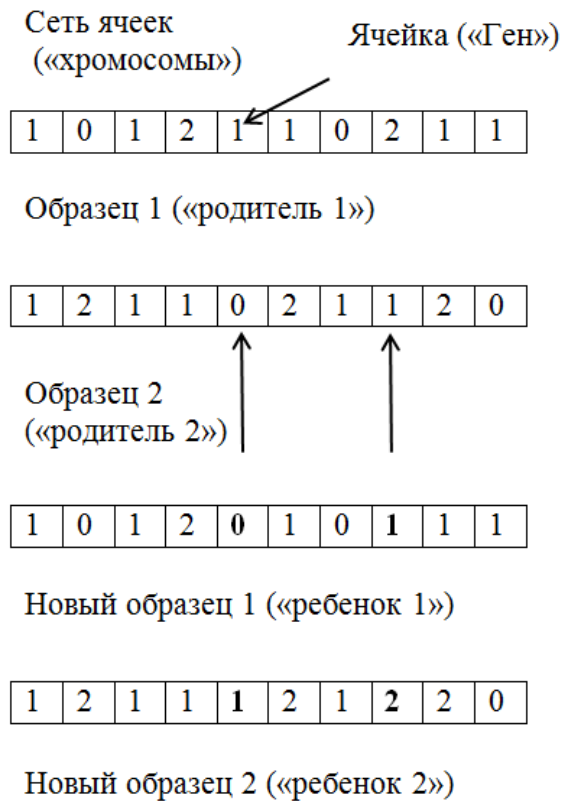 Сеть ячеек
(«хромосомы»)
Ячейка («Ген»)
1 0 1 2 1 1 0 2 1 1
Образец 1 («родитель 1»)
1 2 1 1 0 2 1 1 2 0
Образец 2
(«родитель 2»)
1 0 1 2 0 1 0 1 1 1
Новый образец 1 («ребенок 1»)
1 2 1 1 1 2 1 2 2 0
Новый образец 2 («ребенок 2»)